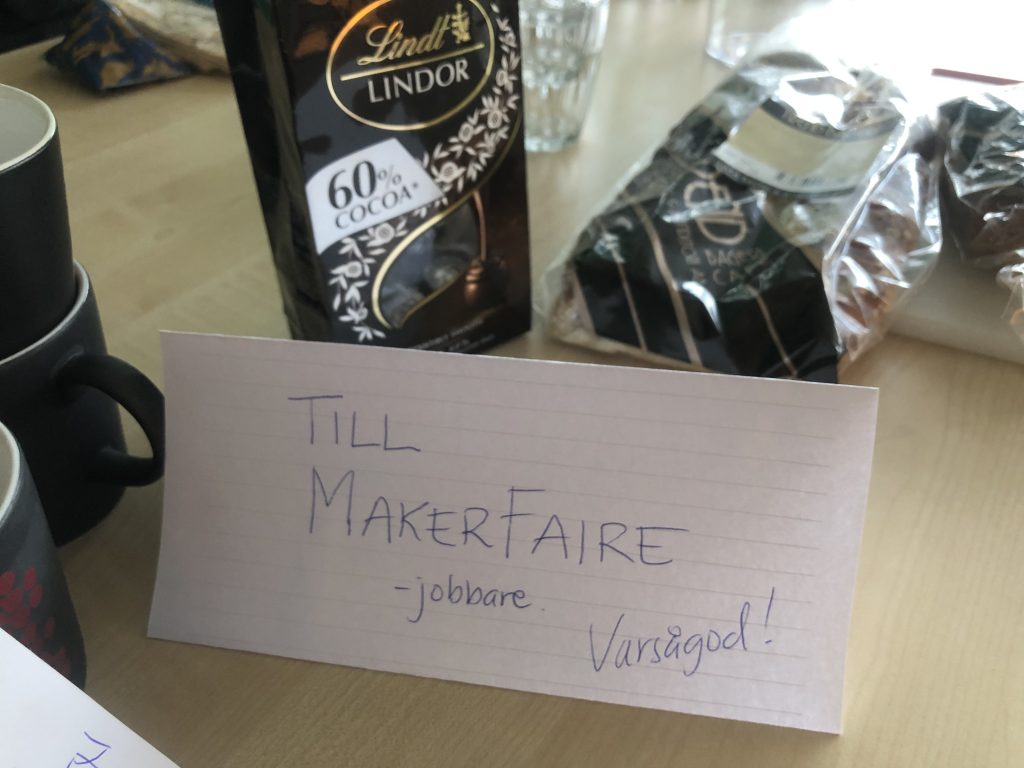 Lindt
LINDOR
60%
COCOA*
TILL
MAKERFAIRE
-jobbare.
Varsågod!